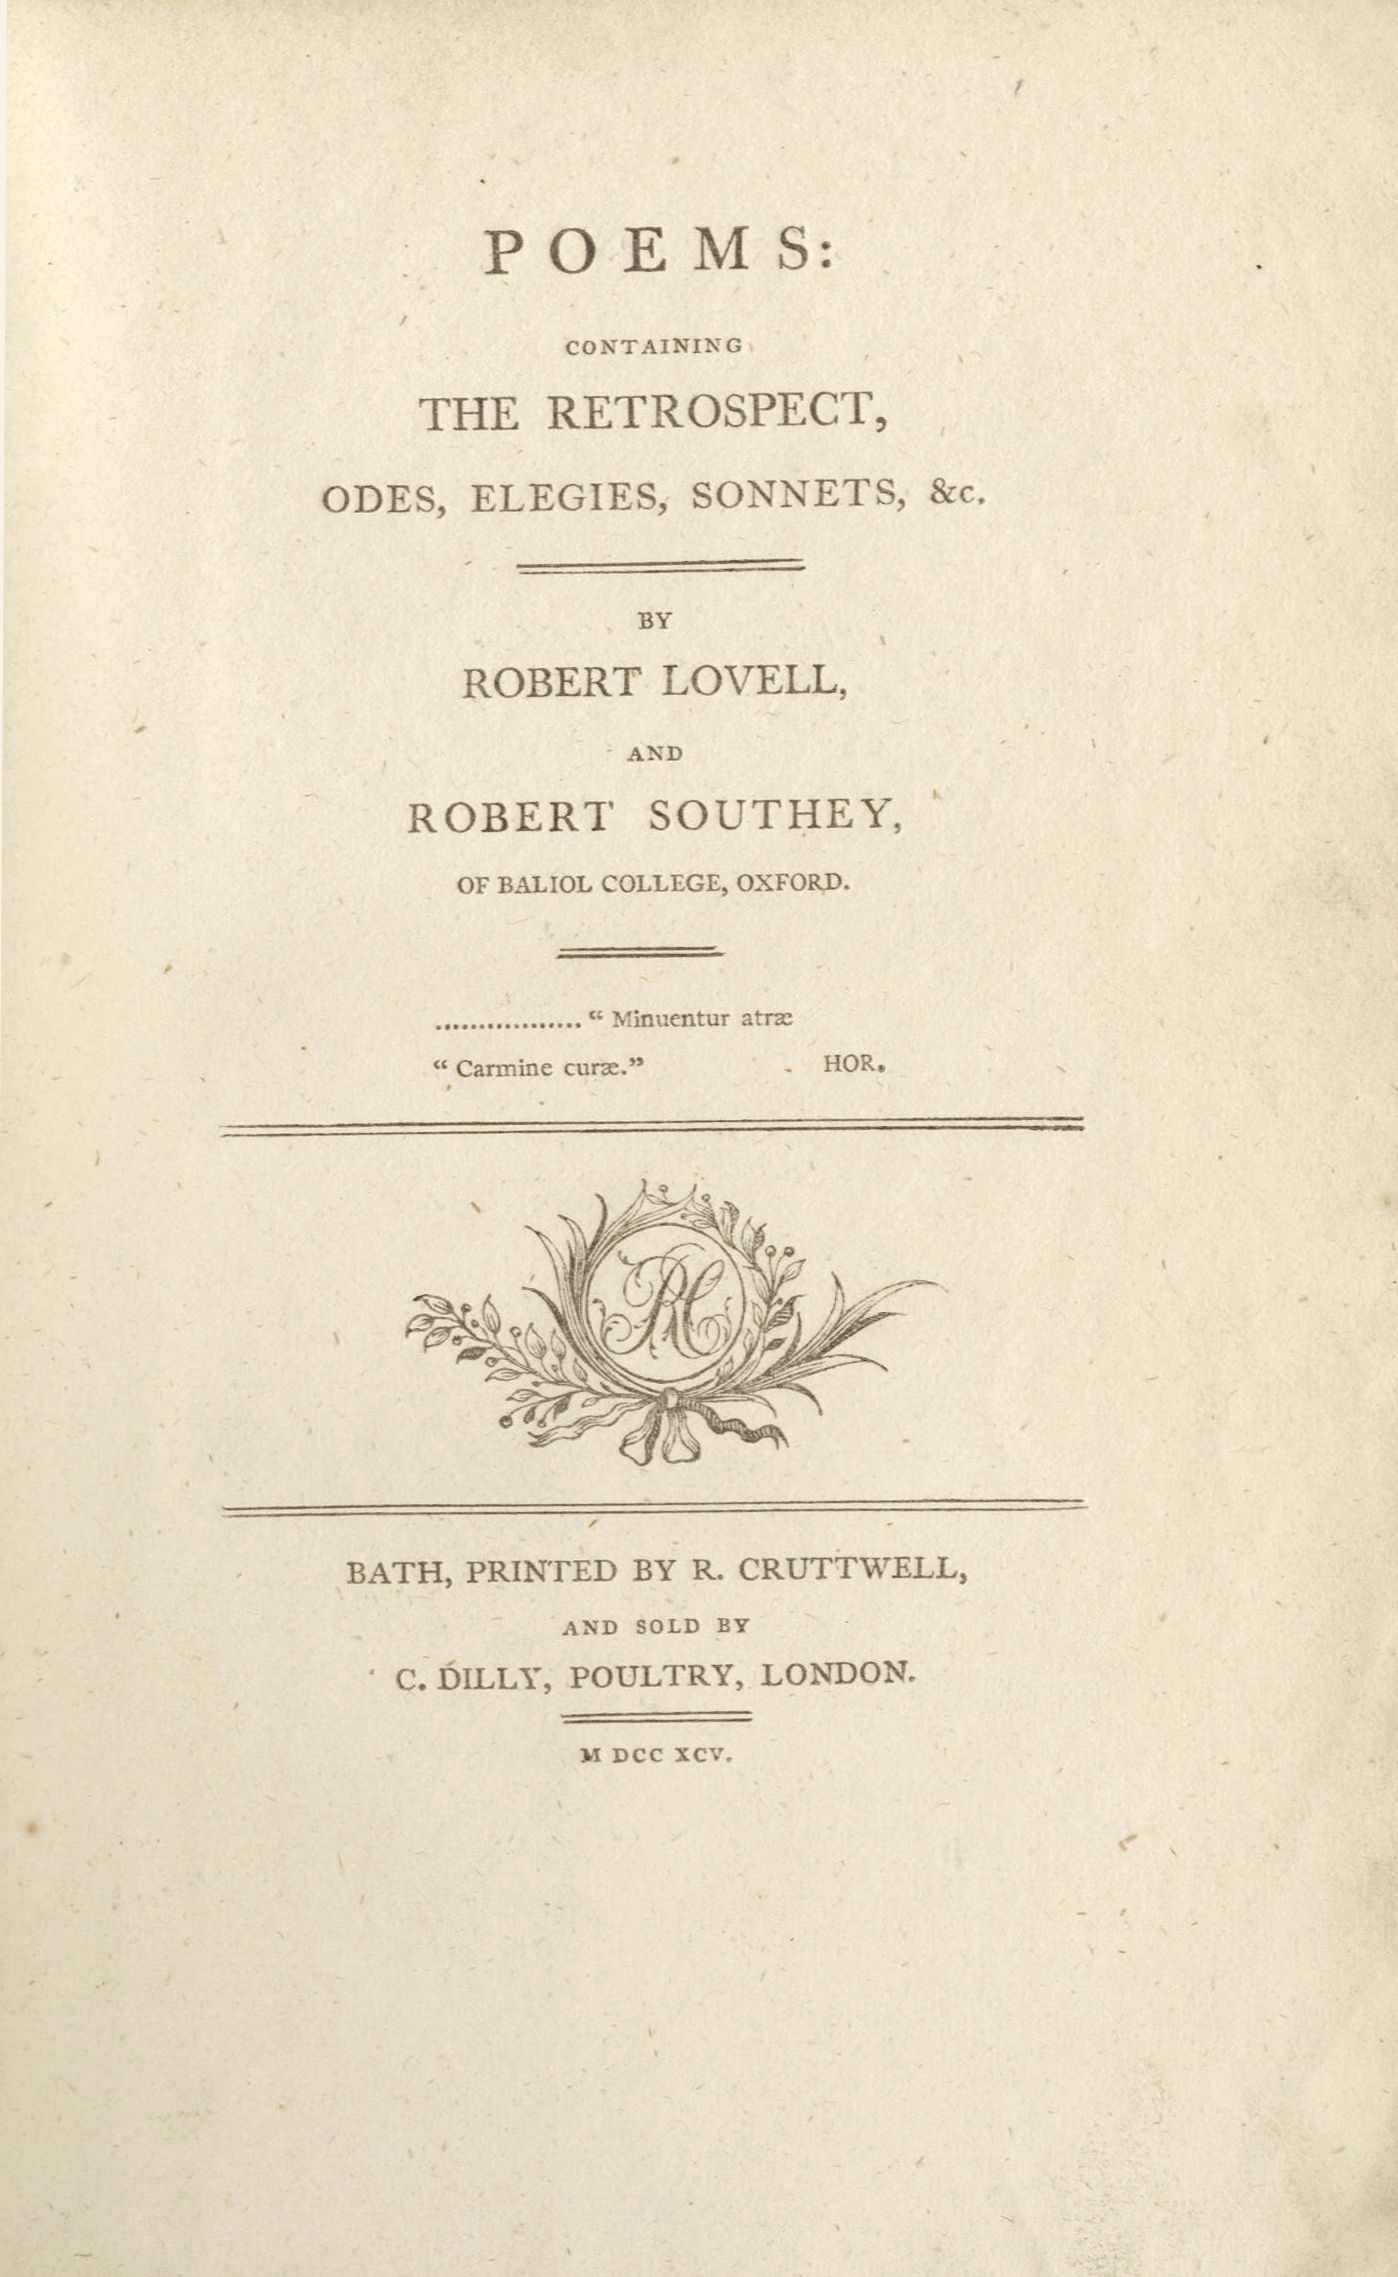 POEMS:
CONTAINING
THE RETROSPECT,
ODES, ELEGIES, SONNETS, &c.
BY
ROBERT LOVELL,
AND
ROBERT SOUTHEY,
OF BALIOL COLLEGE, OXFORD.
................. “ Minuentur atræ
“ Carmine curæ.” HOR.
RC
BATH, PRINTED BY R. CRUTTWELL,
AND SOLD BY
C. DILLY, POULTRY, LONDON.
M DCC XCV.